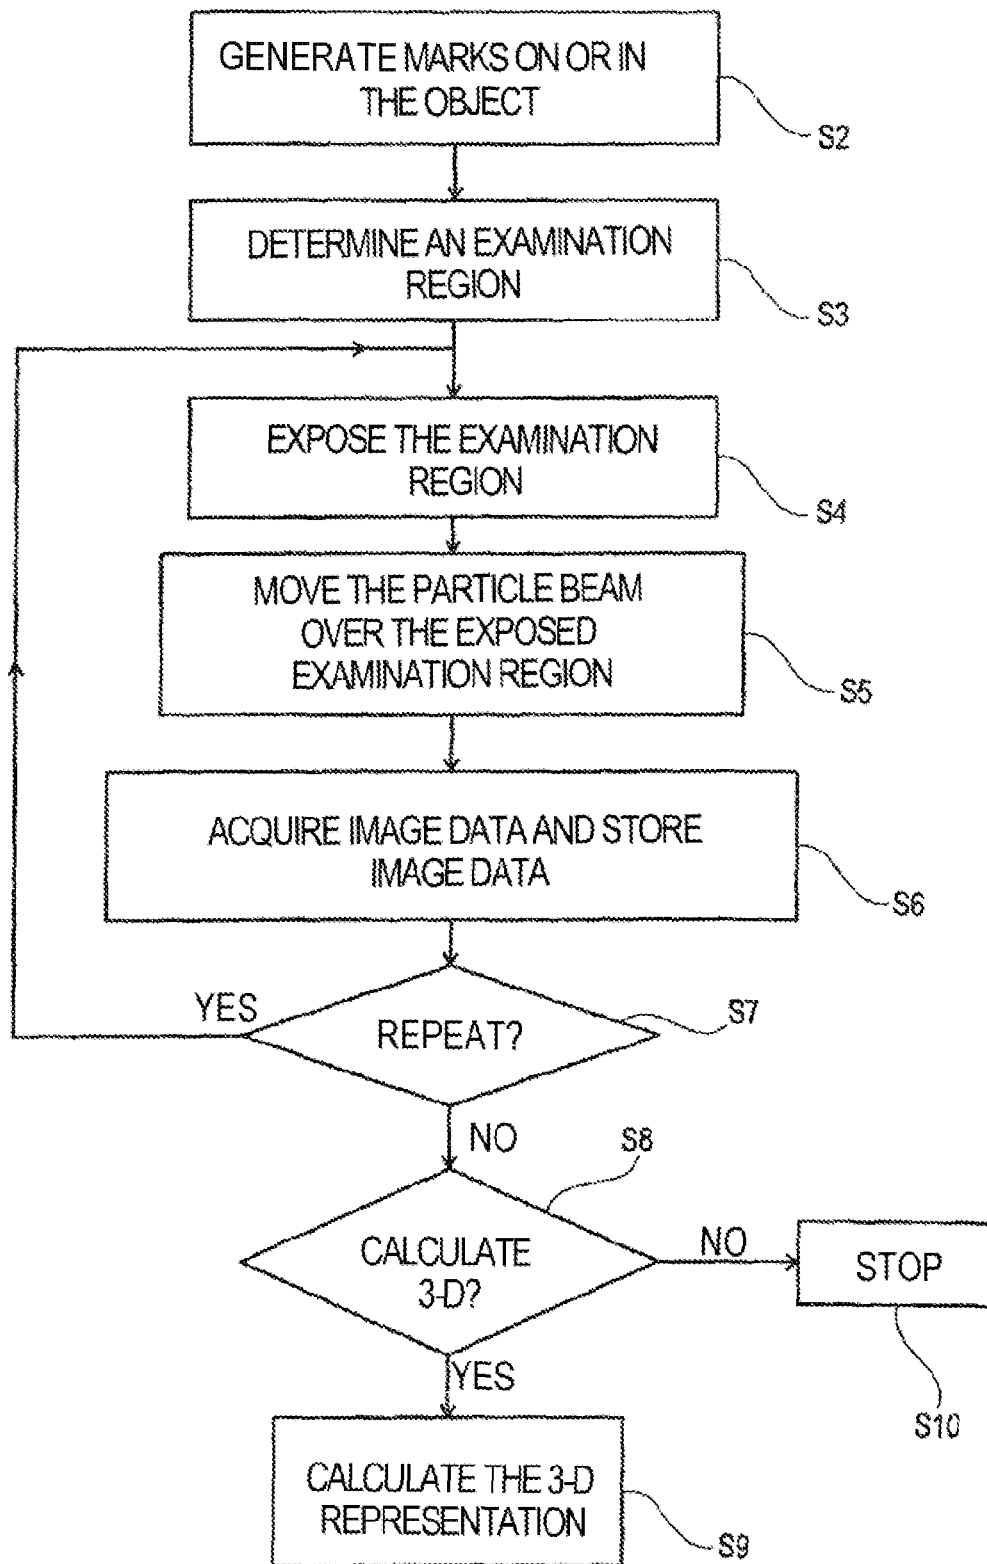 GENERATE MARKS ON OR IN
THE OBJECT
S2
DETERMINE AN EXAMINATION
REGION
S3
EXPOSE THE EXAMINATION
REGION
S4
MOVE THE PARTICLE BEAM
OVER THE EXPOSED
EXAMINATION REGION
S5
ACQUIRE IMAGE DATA AND STORE
IMAGE DATA
S6
YES
REPEAT?
S7
NO
S8
CALCULATE
3-D?
NO
STOP
S10
YES
CALCULATE THE 3-D
REPRESENTATION
S9